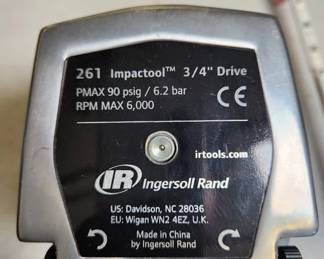 261 Impactool™ 3/4" Drive
PMAX 90 psig / 6.2 bar
RPM MAX 6,000
CE
irtools.com
IR Ingersoll Rand
US: Davidson, NC 28036
EU: Wigan WN2 4EZ, U.K.
Made in China
by Ingersoll Rand